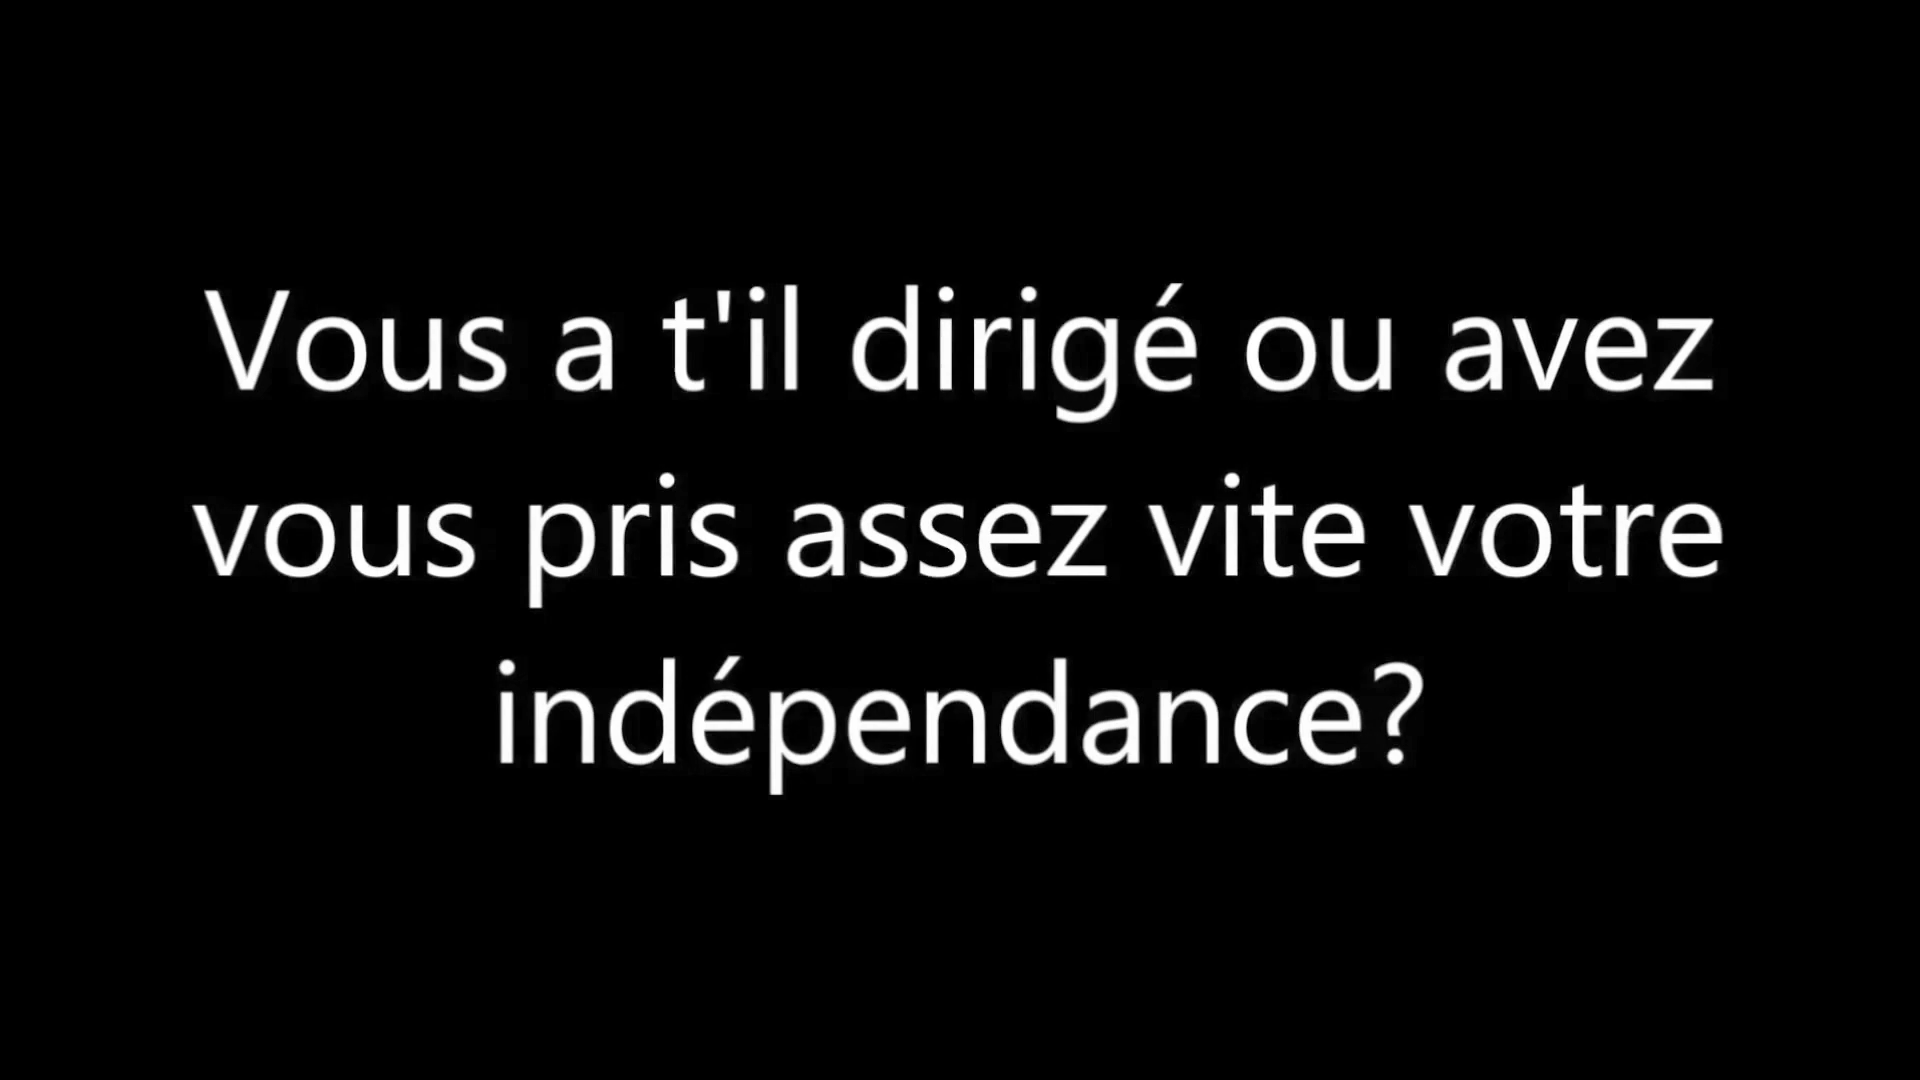 Vous a t'il dirigé ou avez
vous pris assez vite votre
indépendance?